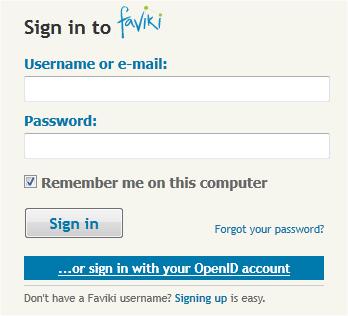 Sign in to faviki
Username or e-mail:
Password:
Remember me on this computer
Sign in
Forgot your password?
...or sign in with your OpenID account
Don't have a Faviki username? Signing up is easy.